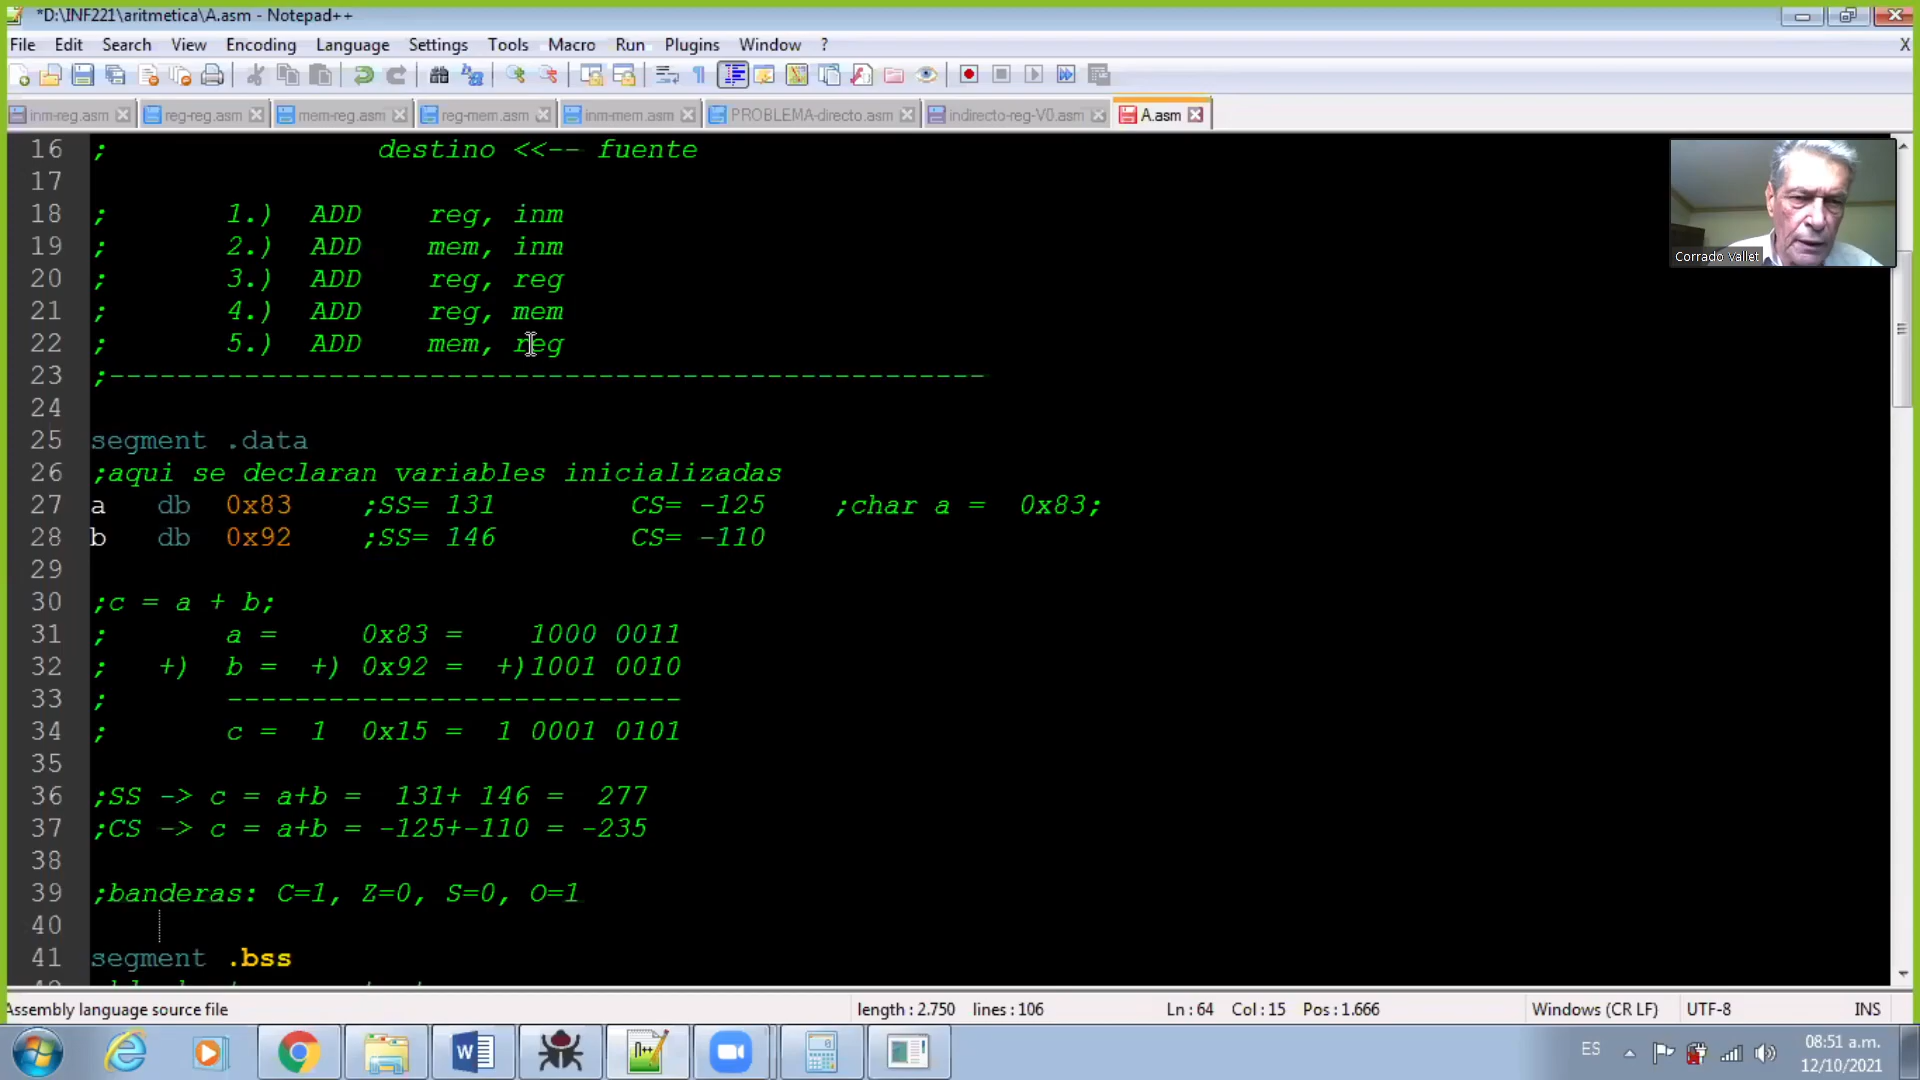 *D:\INF221\aritmetica\A.asm - Notepad++
File Edit Search View Encoding Language Settings Tools Macro Run Plugins Window ? X
inm-reg.asm reg-reg.asm mem-reg.asm reg-mem.asm inm-mem.asm PROBLEMA-directo.asm indirecto-reg-V0.asm A.asm
16 ; destino <<-- fuente
17
18 ; 1.) ADD reg, inm
19 ; 2.) ADD mem, inm
20 ; 3.) ADD reg, reg
21 ; 4.) ADD reg, mem
22 ; 5.) ADD mem, reg
23 ;----------------------------------------------------
24
25 segment .data
26 ;aqui se declaran variables inicializadas
27 a db 0x83 ;SS= 131 CS= -125 ;char a = 0x83;
28 b db 0x92 ;SS= 146 CS= -110
29
30 ;c = a + b;
31 ; a = 0x83 = 1000 0011
32 ; +) b = +) 0x92 = +)1001 0010
33 ; ---------------------------
34 ; c = 1 0x15 = 1 0001 0101
35
36 ;SS -> c = a+b = 131+ 146 = 277
37 ;CS -> c = a+b = -125+-110 = -235
38
39 ;banderas: C=1, Z=0, S=0, O=1
40
41 segment .bss
Corrado Vallet
Assembly language source file length : 2.750 lines : 106 Ln : 64 Col : 15 Pos : 1.666 Windows (CR LF) UTF-8 INS
ES 08:51 a.m.
12/10/2021